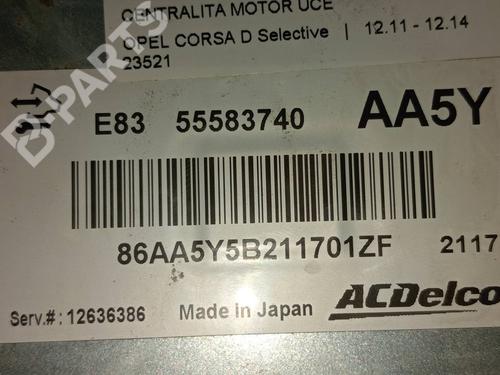 CENTRALITA MOTOR UCE
OPEL CORSA D Selective | 12.11 - 12.14
23521
D-PARTS
E83 55583740 AA5Y
86AA5Y5B211701ZF 2117
Serv.#: 12636386 Made in Japan ACDelco